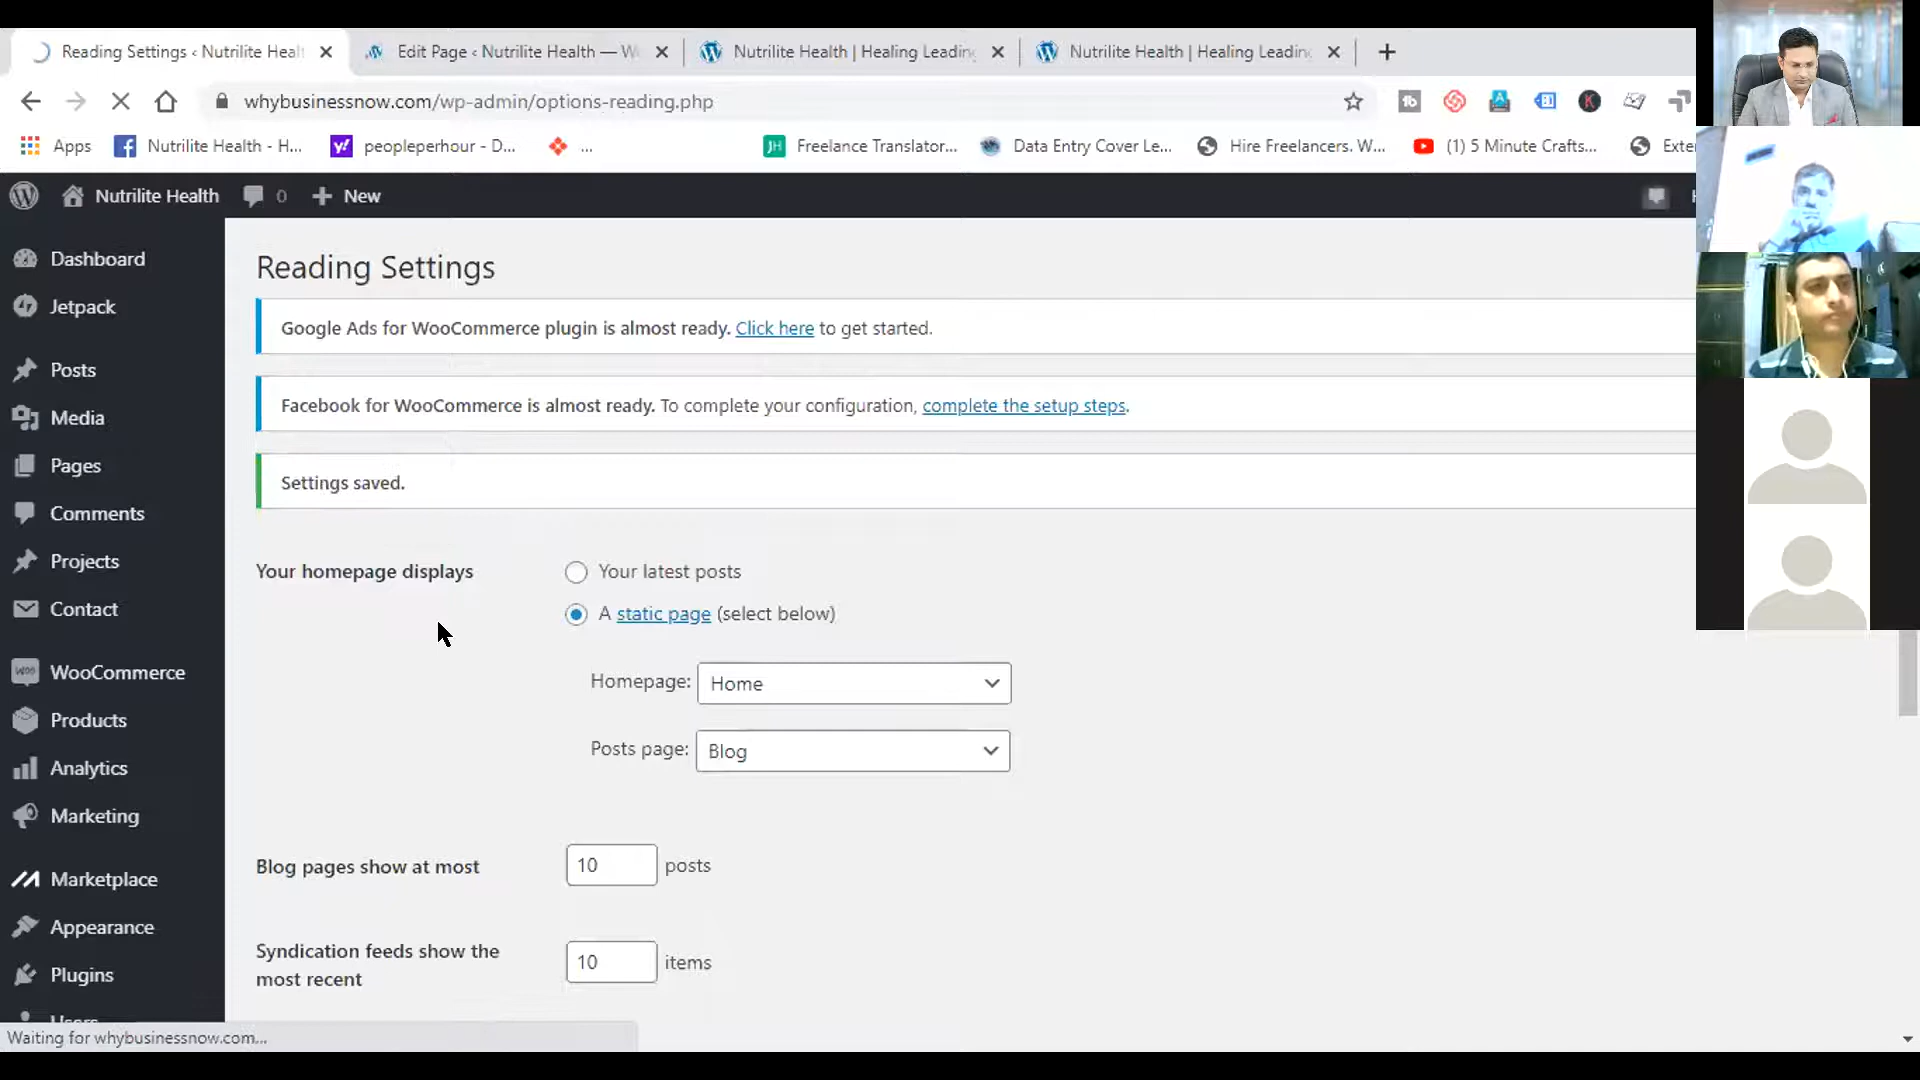 Reading Settings ‹ Nutrilite Healt
Edit Page ‹ Nutrilite Health — W
Nutrilite Health | Healing Leading
Nutrilite Health | Healing Leading
whybusinessnow.com/wp-admin/options-reading.php
Apps
Nutrilite Health - H...
peopleperhour - D...
...
Freelance Translator...
Data Entry Cover Le...
Hire Freelancers. W...
(1) 5 Minute Crafts...
Exte
Nutrilite Health
0
New
Dashboard
Jetpack
Posts
Media
Pages
Comments
Projects
Contact
WooCommerce
Products
Analytics
Marketing
Marketplace
Appearance
Plugins
Users
Reading Settings
Google Ads for WooCommerce plugin is almost ready. Click here to get started.
Facebook for WooCommerce is almost ready. To complete your configuration, complete the setup steps.
Settings saved.
Your homepage displays
Your latest posts
A static page (select below)
Homepage: Home
Posts page: Blog
Blog pages show at most 10 posts
Syndication feeds show the
most recent
10 items
Waiting for whybusinessnow.com...